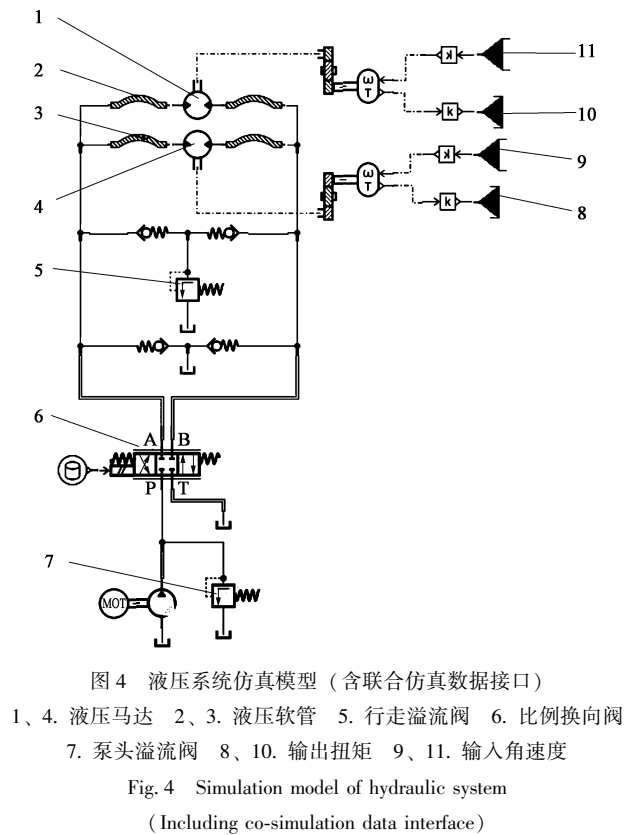 1
11
2
ω
T
k
3
k
10
k
9
4
ω
T
k
8
5
6
A B
P T
7
MOT
图 4 液压系统仿真模型 (含联合仿真数据接口)
1、4. 液压马达 2、3. 液压软管 5. 行走溢流阀 6. 比例换向阀
7. 泵头溢流阀 8、10. 输出扭矩 9、11. 输入角速度
Fig. 4 Simulation model of hydraulic system
(Including co-simulation data interface)